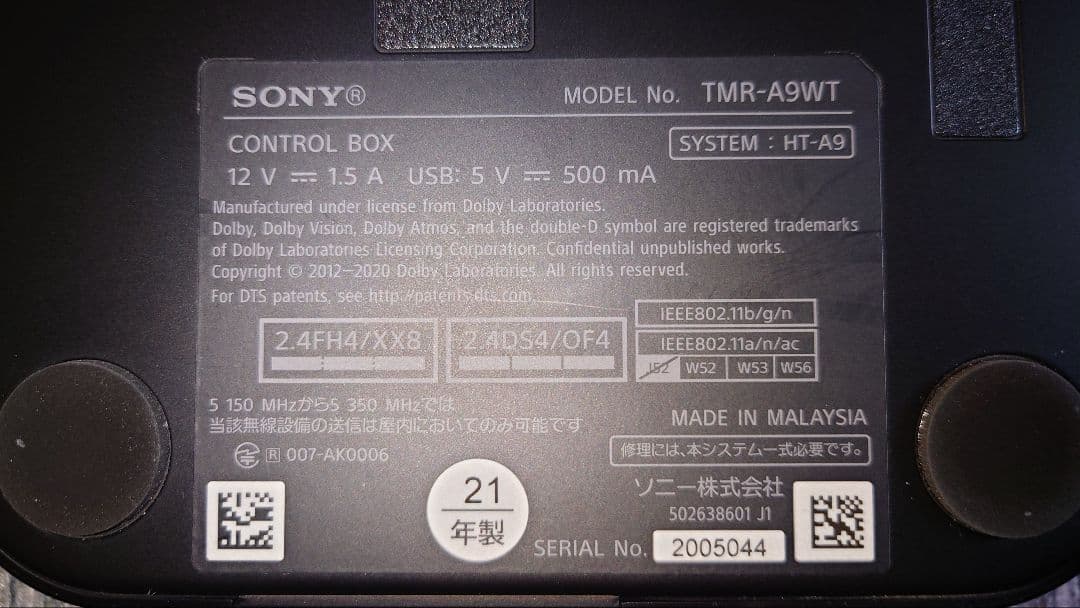 SONY®
MODEL No. TMR-A9WT
CONTROL BOX
SYSTEM : HT-A9
12 V ⎓ 1.5 A USB: 5 V ⎓ 500 mA
Manufactured under license from Dolby Laboratories.
Dolby, Dolby Vision, Dolby Atmos, and the double-D symbol are registered trademarks
of Dolby Laboratories Licensing Corporation. Confidential unpublished works.
Copyright © 2012—2020 Dolby Laboratories. All rights reserved.
For DTS patents, see http://patents.dts.com.
2.4FH4/XX8
2.4DS4/OF4
IEEE802.11b/g/n
IEEE802.11a/n/ac
J52 W52 W53 W56
5 150 MHzから5 350 MHzでは
当該無線設備の送信は屋内においてのみ可能です
R 007-AK0006
MADE IN MALAYSIA
修理には、本システム一式必要です。
21
年製
ソニー株式会社
502638601 J1
SERIAL No. 2005044